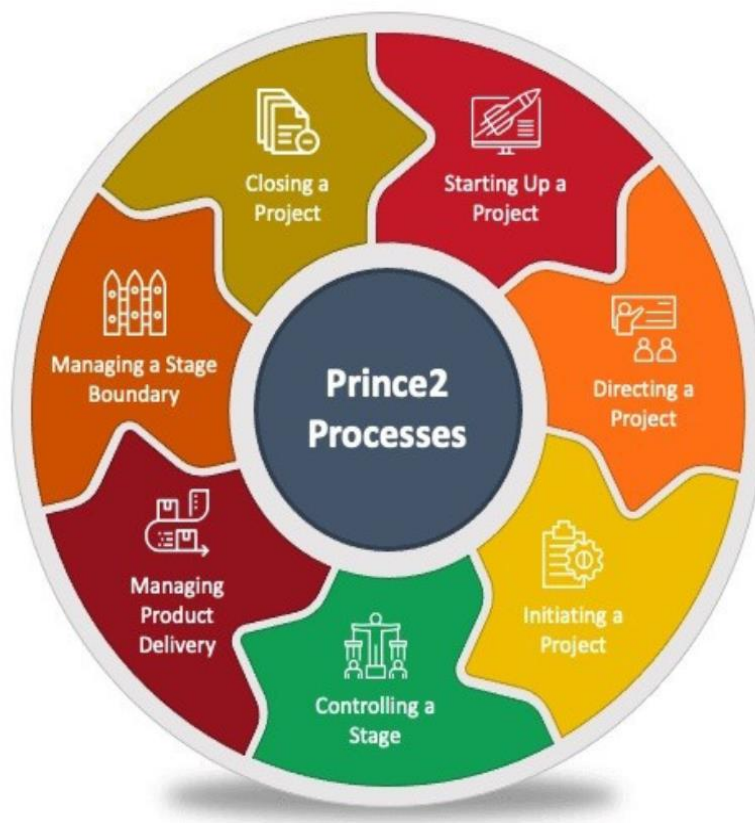 Prince2
Processes
Starting Up a
Project
Directing a
Project
Initiating a
Project
Controlling a
Stage
Managing
Product
Delivery
Managing a Stage
Boundary
Closing a
Project